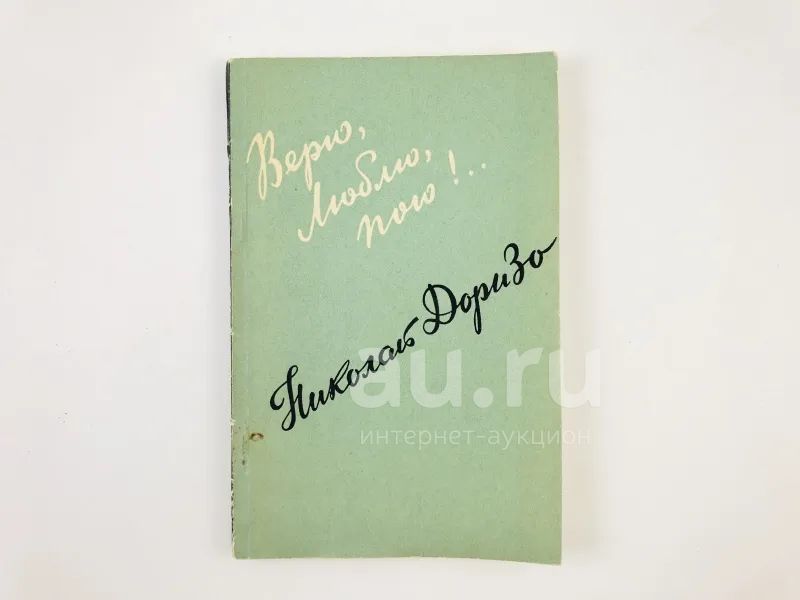 Верю,
люблю,
пою!..
Николай Доризо
au.ru
интернет-аукцион